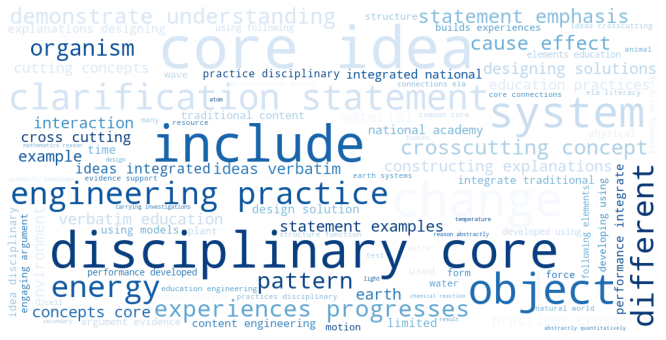 demonstrate understanding
structure
statement emphasis
explanations designing
using following
builds experiences
ideas crosscutting
organism
core idea
cause effect
elements education
animal
cutting concepts
wave
practice disciplinary
integrated national
designing solutions
connections ela
ela literacy
clarification statement
education practices
core connections
atom
resource
many
traditional content
material
common core
system
interaction
national academy
physical
cross cutting
include
crosscutting concept
mathematics reason
design
time
example
ideas integrated
ideas verbatim
constructing explanations
evidence support
earth systems
integrate traditional
engineering practice
change
carrying investigations
design solution
verbatim education
temperature
using models
plant
statement examples
structure function
reason abstractly
developed using
disciplinary core
test
used
performance developed
light
form
force
energy
pattern
water
object
education engineering
earth
chemical reaction
natural world
cell
practices disciplinary
concepts core
experiences progresses
secondary
argument evidence
content engineering
motion
limited
result
abstractly quantitatively
idea disciplinary
engaging argument
environment
following elements
developing using
performance integrate
different